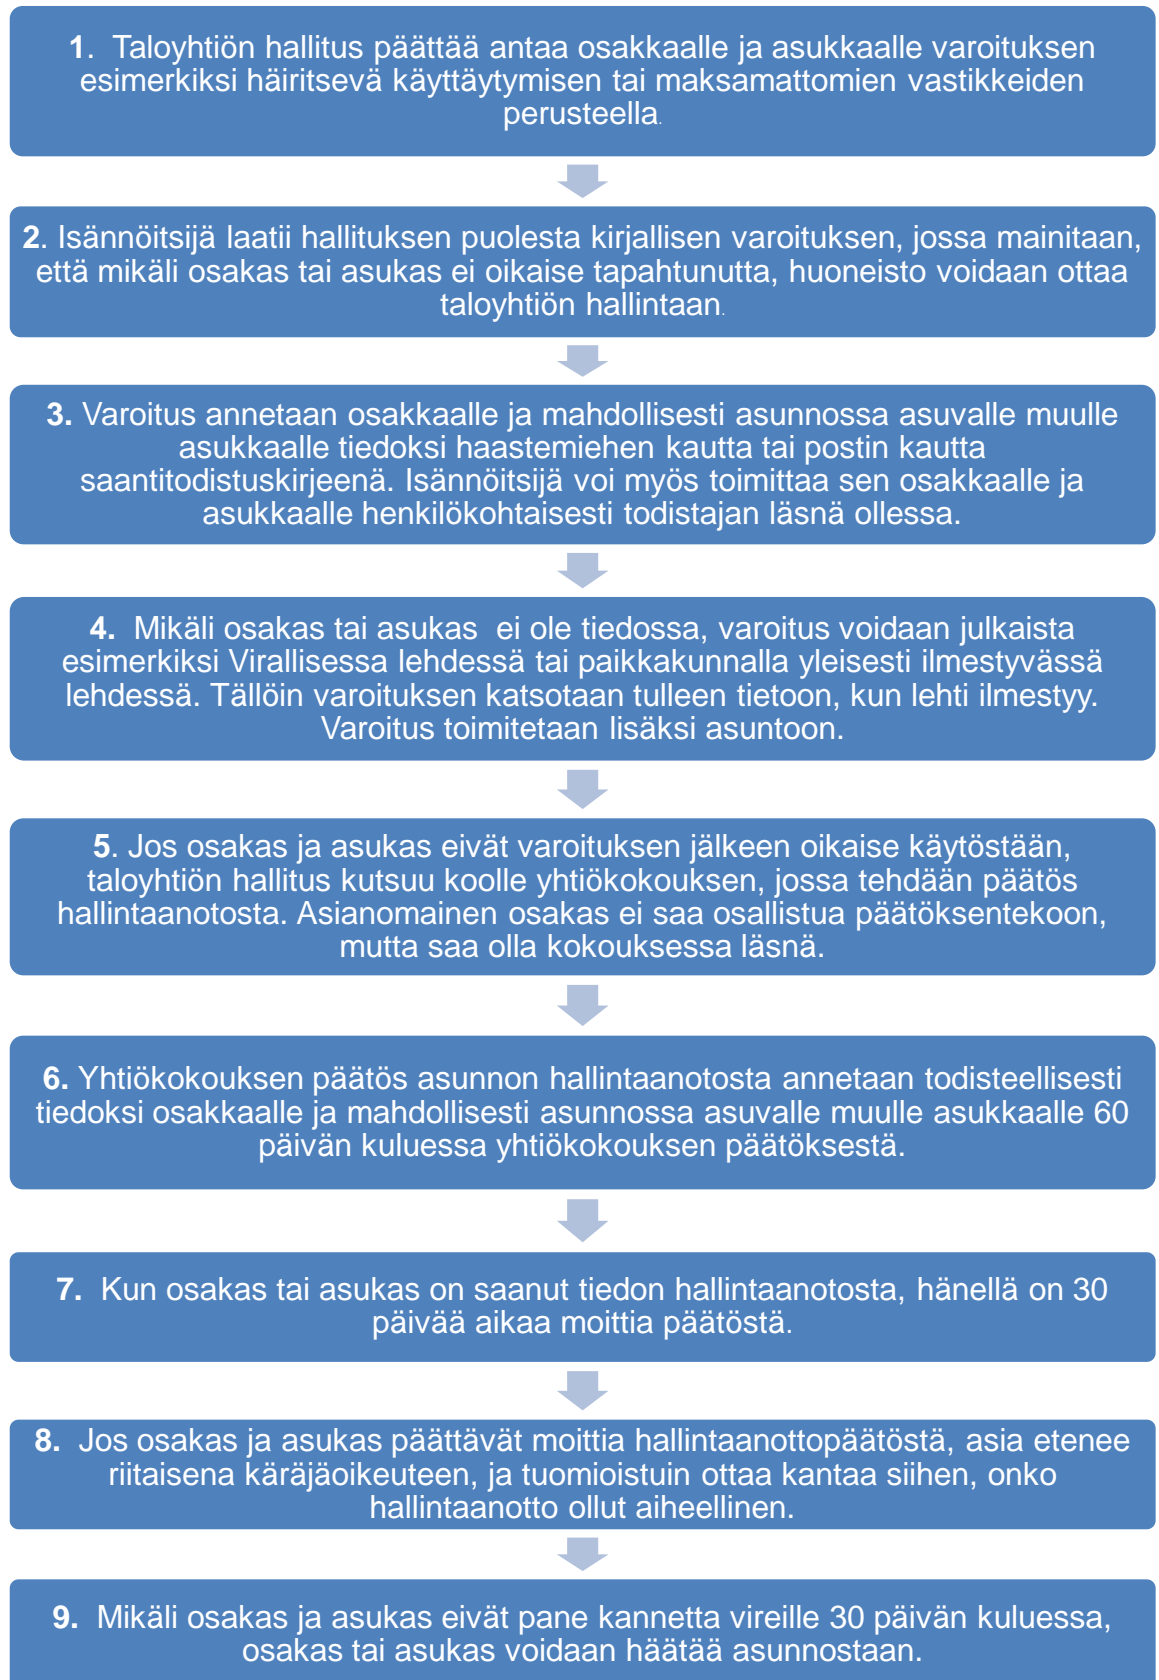 1. Taloyhtiön hallitus päättää antaa osakkaalle ja asukkaalle varoituksen
esimerkiksi häiritsevä käyttäytymisen tai maksamattomien vastikkeiden
perusteella.
2. Isännöitsijä laatii hallituksen puolesta kirjallisen varoituksen, jossa mainitaan,
että mikäli osakas tai asukas ei oikaise tapahtunutta, huoneisto voidaan ottaa
taloyhtiön hallintaan.
3. Varoitus annetaan osakkaalle ja mahdollisesti asunnossa asuvalle muulle
asukkaalle tiedoksi haastemiehen kautta tai postin kautta
saantitodistuskirjeenä. Isännöitsijä voi myös toimittaa sen osakkaalle ja
asukkaalle henkilökohtaisesti todistajan läsnä ollessa.
4. Mikäli osakas tai asukas ei ole tiedossa, varoitus voidaan julkaista
esimerkiksi Virallisessa lehdessä tai paikkakunnalla yleisesti ilmestyvässä
lehdessä. Tällöin varoituksen katsotaan tulleen tietoon, kun lehti ilmestyy.
Varoitus toimitetaan lisäksi asuntoon.
5. Jos osakas ja asukas eivät varoituksen jälkeen oikaise käytöstään,
taloyhtiön hallitus kutsuu koolle yhtiökokouksen, jossa tehdään päätös
hallintaanotosta. Asianomainen osakas ei saa osallistua päätöksentekoon,
mutta saa olla kokouksessa läsnä.
6. Yhtiökokouksen päätös asunnon hallintaanotosta annetaan todisteellisesti
tiedoksi osakkaalle ja mahdollisesti asunnossa asuvalle muulle asukkaalle 60
päivän kuluessa yhtiökokouksen päätöksestä.
7. Kun osakas tai asukas on saanut tiedon hallintaanotosta, hänellä on 30
päivää aikaa moittia päätöstä.
8. Jos osakas ja asukas päättävät moittia hallintaanottopäätöstä, asia etenee
riitaisena käräjäoikeuteen, ja tuomioistuin ottaa kantaa siihen, onko
hallintaanotto ollut aiheellinen.
9. Mikäli osakas ja asukas eivät pane kannetta vireille 30 päivän kuluessa,
osakas tai asukas voidaan häätää asunnostaan.